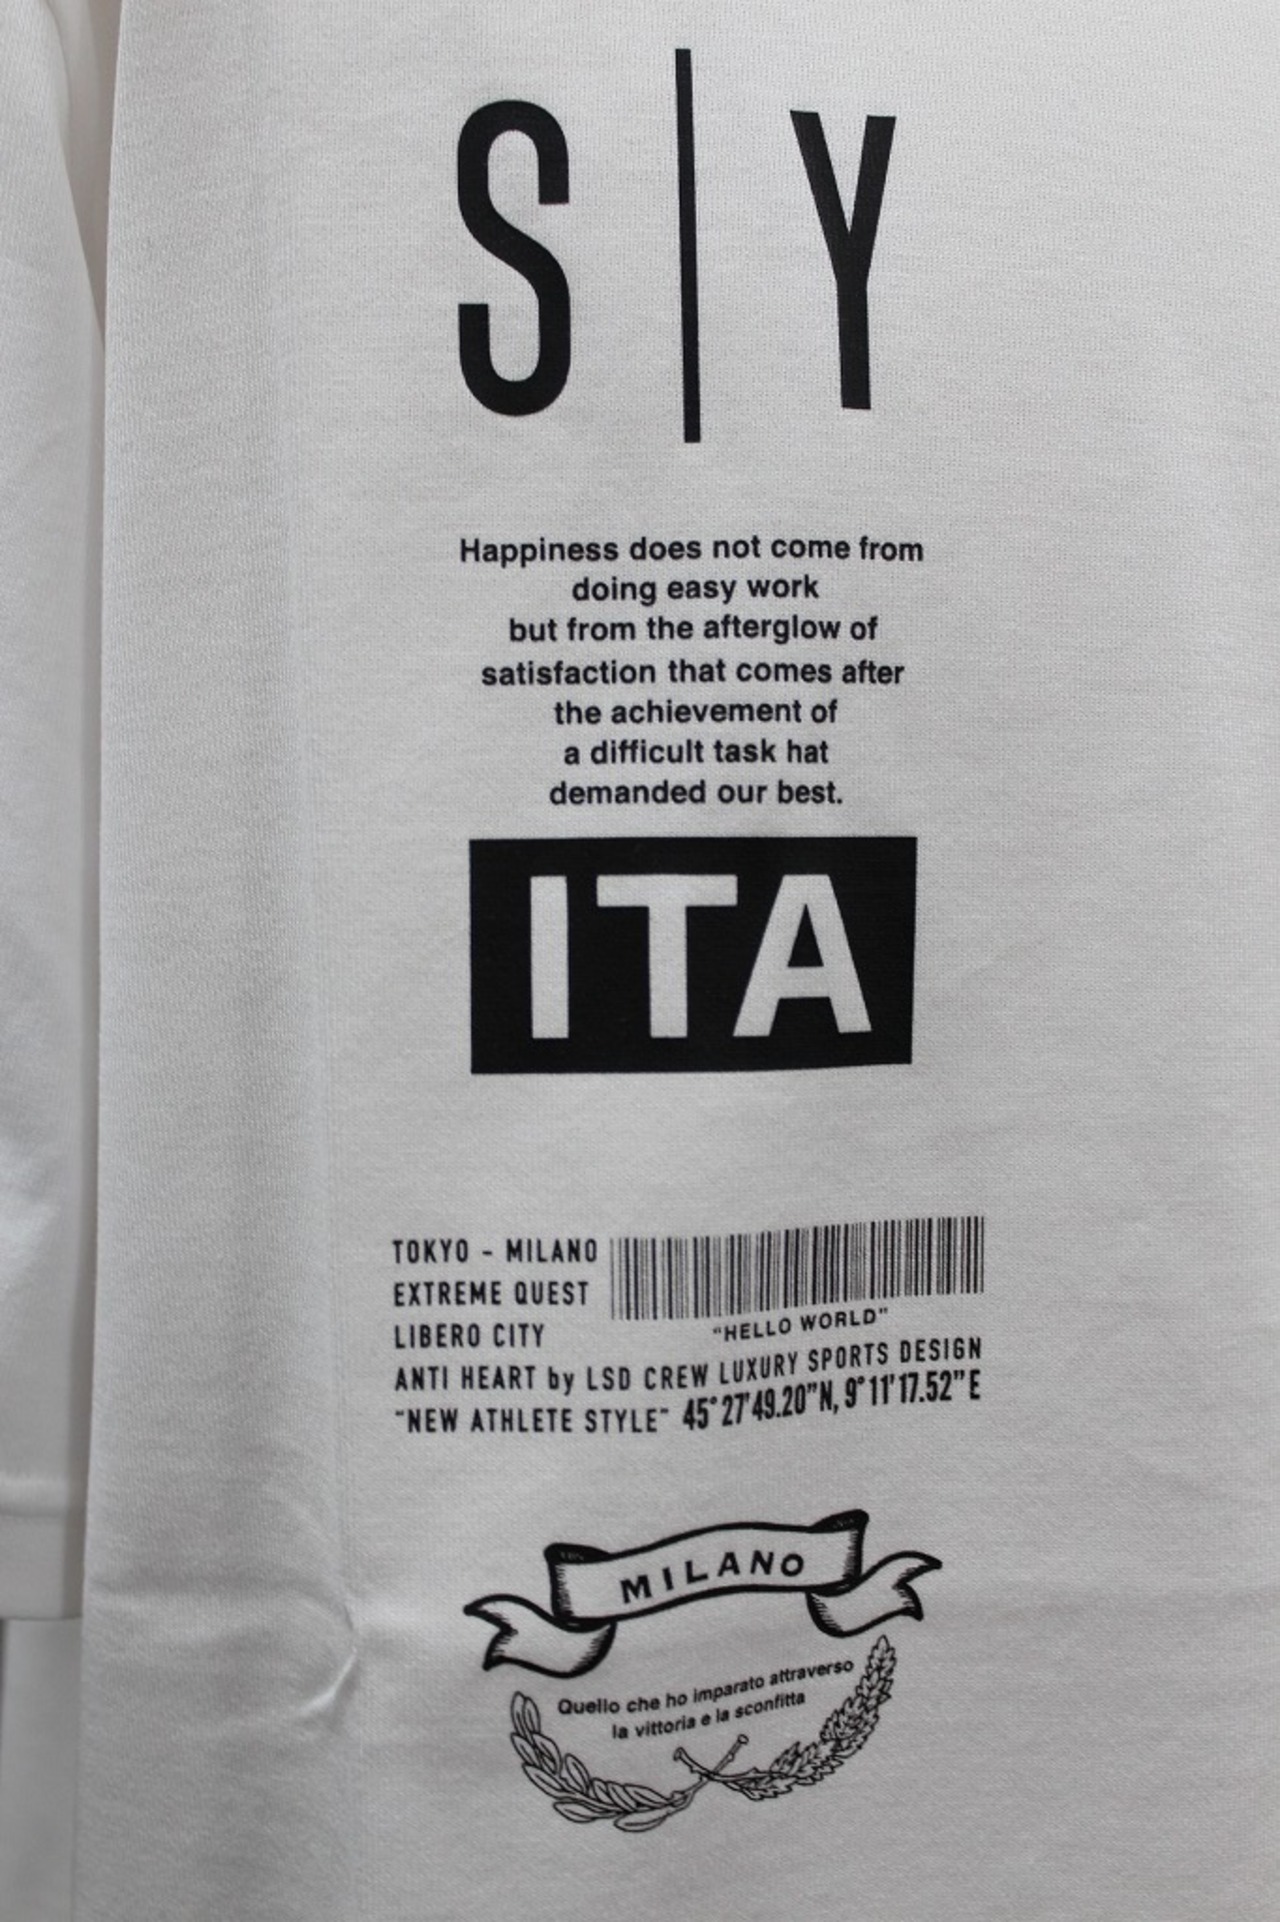 S | Y
Happiness does not come from
doing easy work
but from the afterglow of
satisfaction that comes after
the achievement of
a difficult task hat
demanded our best.
ITA
TOKYO - MILANO
EXTREME QUEST
LIBERO CITY
"HELLO WORLD"
ANTI HEART by LSD CREW LUXURY SPORTS DESIGN
"NEW ATHLETE STYLE" 45°27'49.20"N, 9°11'17.52"E
MILANO
Quello che ho imparato attraverso
la vittoria e la sconfitta